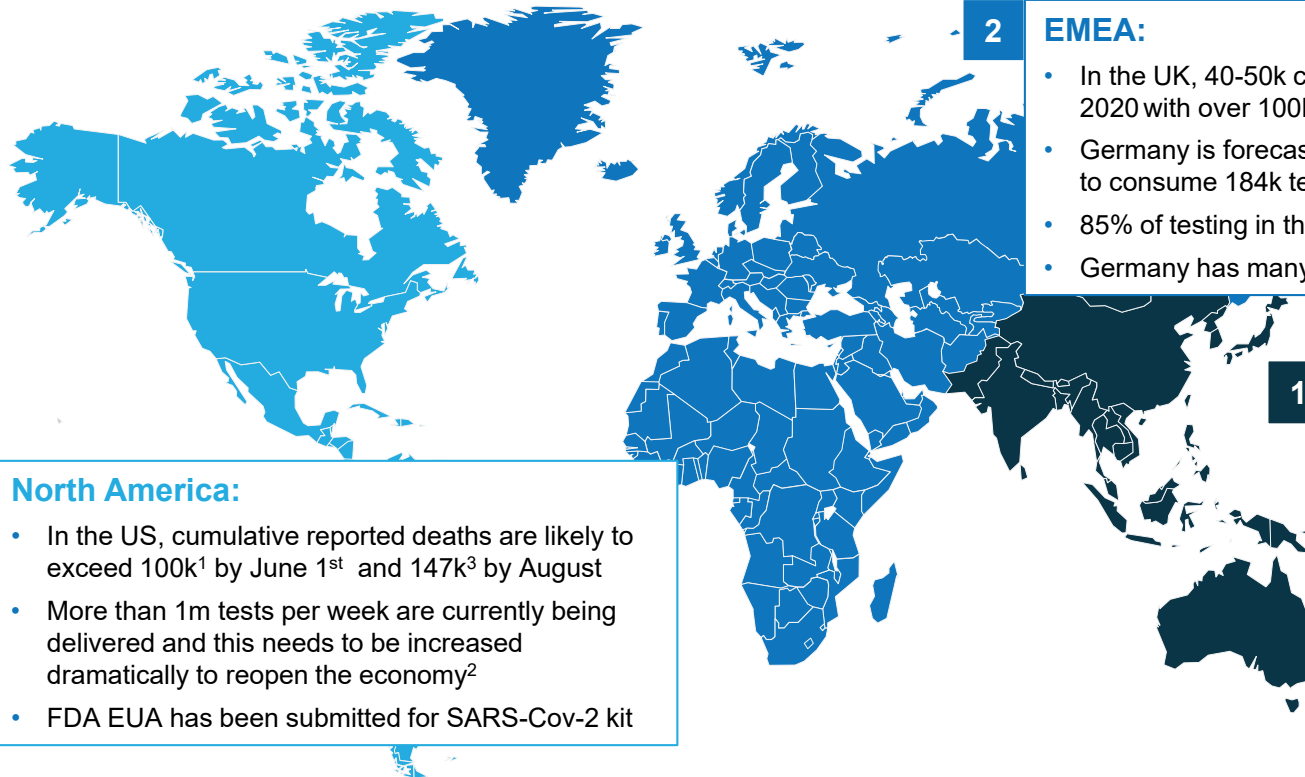 2
EMEA:
• In the UK, 40-50k
2020 with over
• Germany is
to consume 184k
• 85% of testing in
• Germany has many
1
North America:
• In the US, cumulative reported deaths are likely to
exceed 100k¹ by June 1ˢᵗ and 147k³ by August
• More than 1m tests per week are currently being
delivered and this needs to be increased
dramatically to reopen the economy²
• FDA EUA has been submitted for SARS-Cov-2 kit